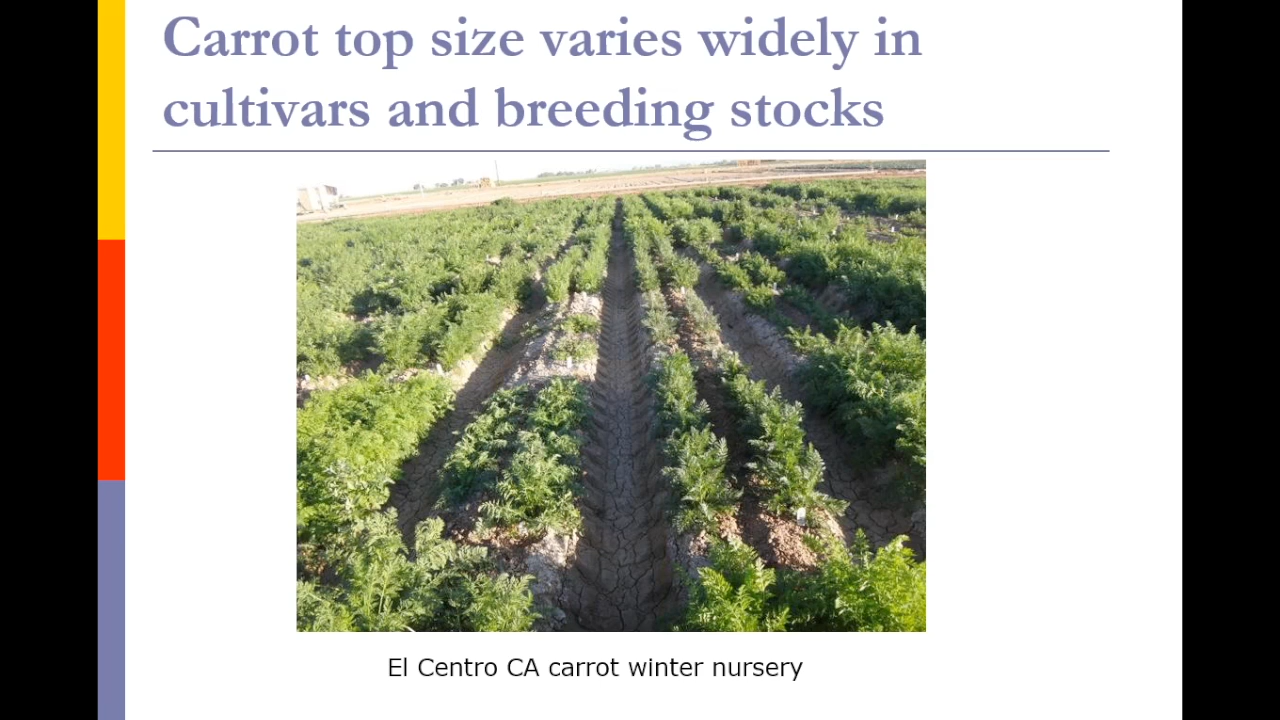 Carrot top size varies widely in
cultivars and breeding stocks
El Centro CA carrot winter nursery